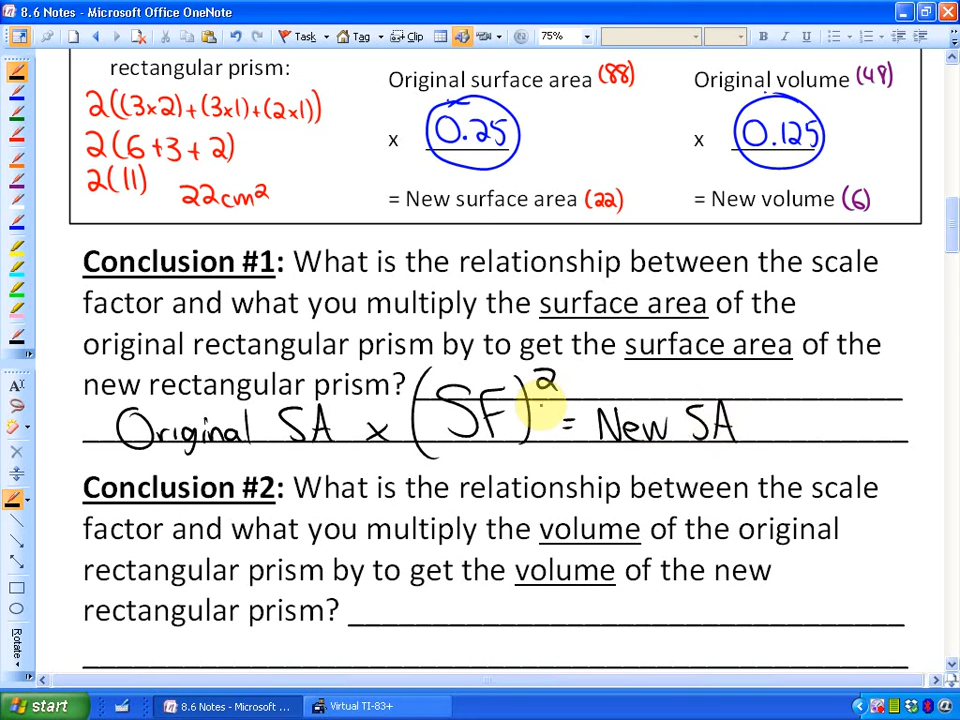 8.6 Notes - Microsoft Office OneNote
Task Tag Clip 75% B I U
rectangular prism:
2((3x2)+(3x1)+(2x1))
2(6+3+2)
2(11) 22cm²
Original surface area (88)
x 0.25
= New surface area (22)
Original volume (48)
x 0.125
= New volume (6)
Conclusion #1: What is the relationship between the scale
factor and what you multiply the surface area of the
original rectangular prism by to get the surface area of the
new rectangular prism?
Original SA x (SF)² = New SA
Conclusion #2: What is the relationship between the scale
factor and what you multiply the volume of the original
rectangular prism by to get the volume of the new
rectangular prism?
Rotate
start 8.6 Notes - Microsoft ... Virtual TI-83+